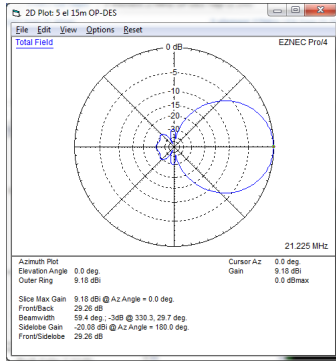 2D Plot: 5 el 15m OP-DES
File Edit View Options Reset
Total Field
EZNEC Pro/4
0 dB
-5
-10
-15
-20
-30
21.225 MHz
Azimuth Plot
Cursor Az 0.0 deg.
Elevation Angle 0.0 deg.
Gain 9.18 dBi
Outer Ring 9.18 dBi
0.0 dBmax
Slice Max Gain 9.18 dBi @ Az Angle = 0.0 deg.
Front/Back 29.26 dB
Beamwidth 59.4 deg.; -3dB @ 330.3, 29.7 deg.
Sidelobe Gain -20.08 dBi @ Az Angle = 180.0 deg.
Front/Sidelobe 29.26 dB